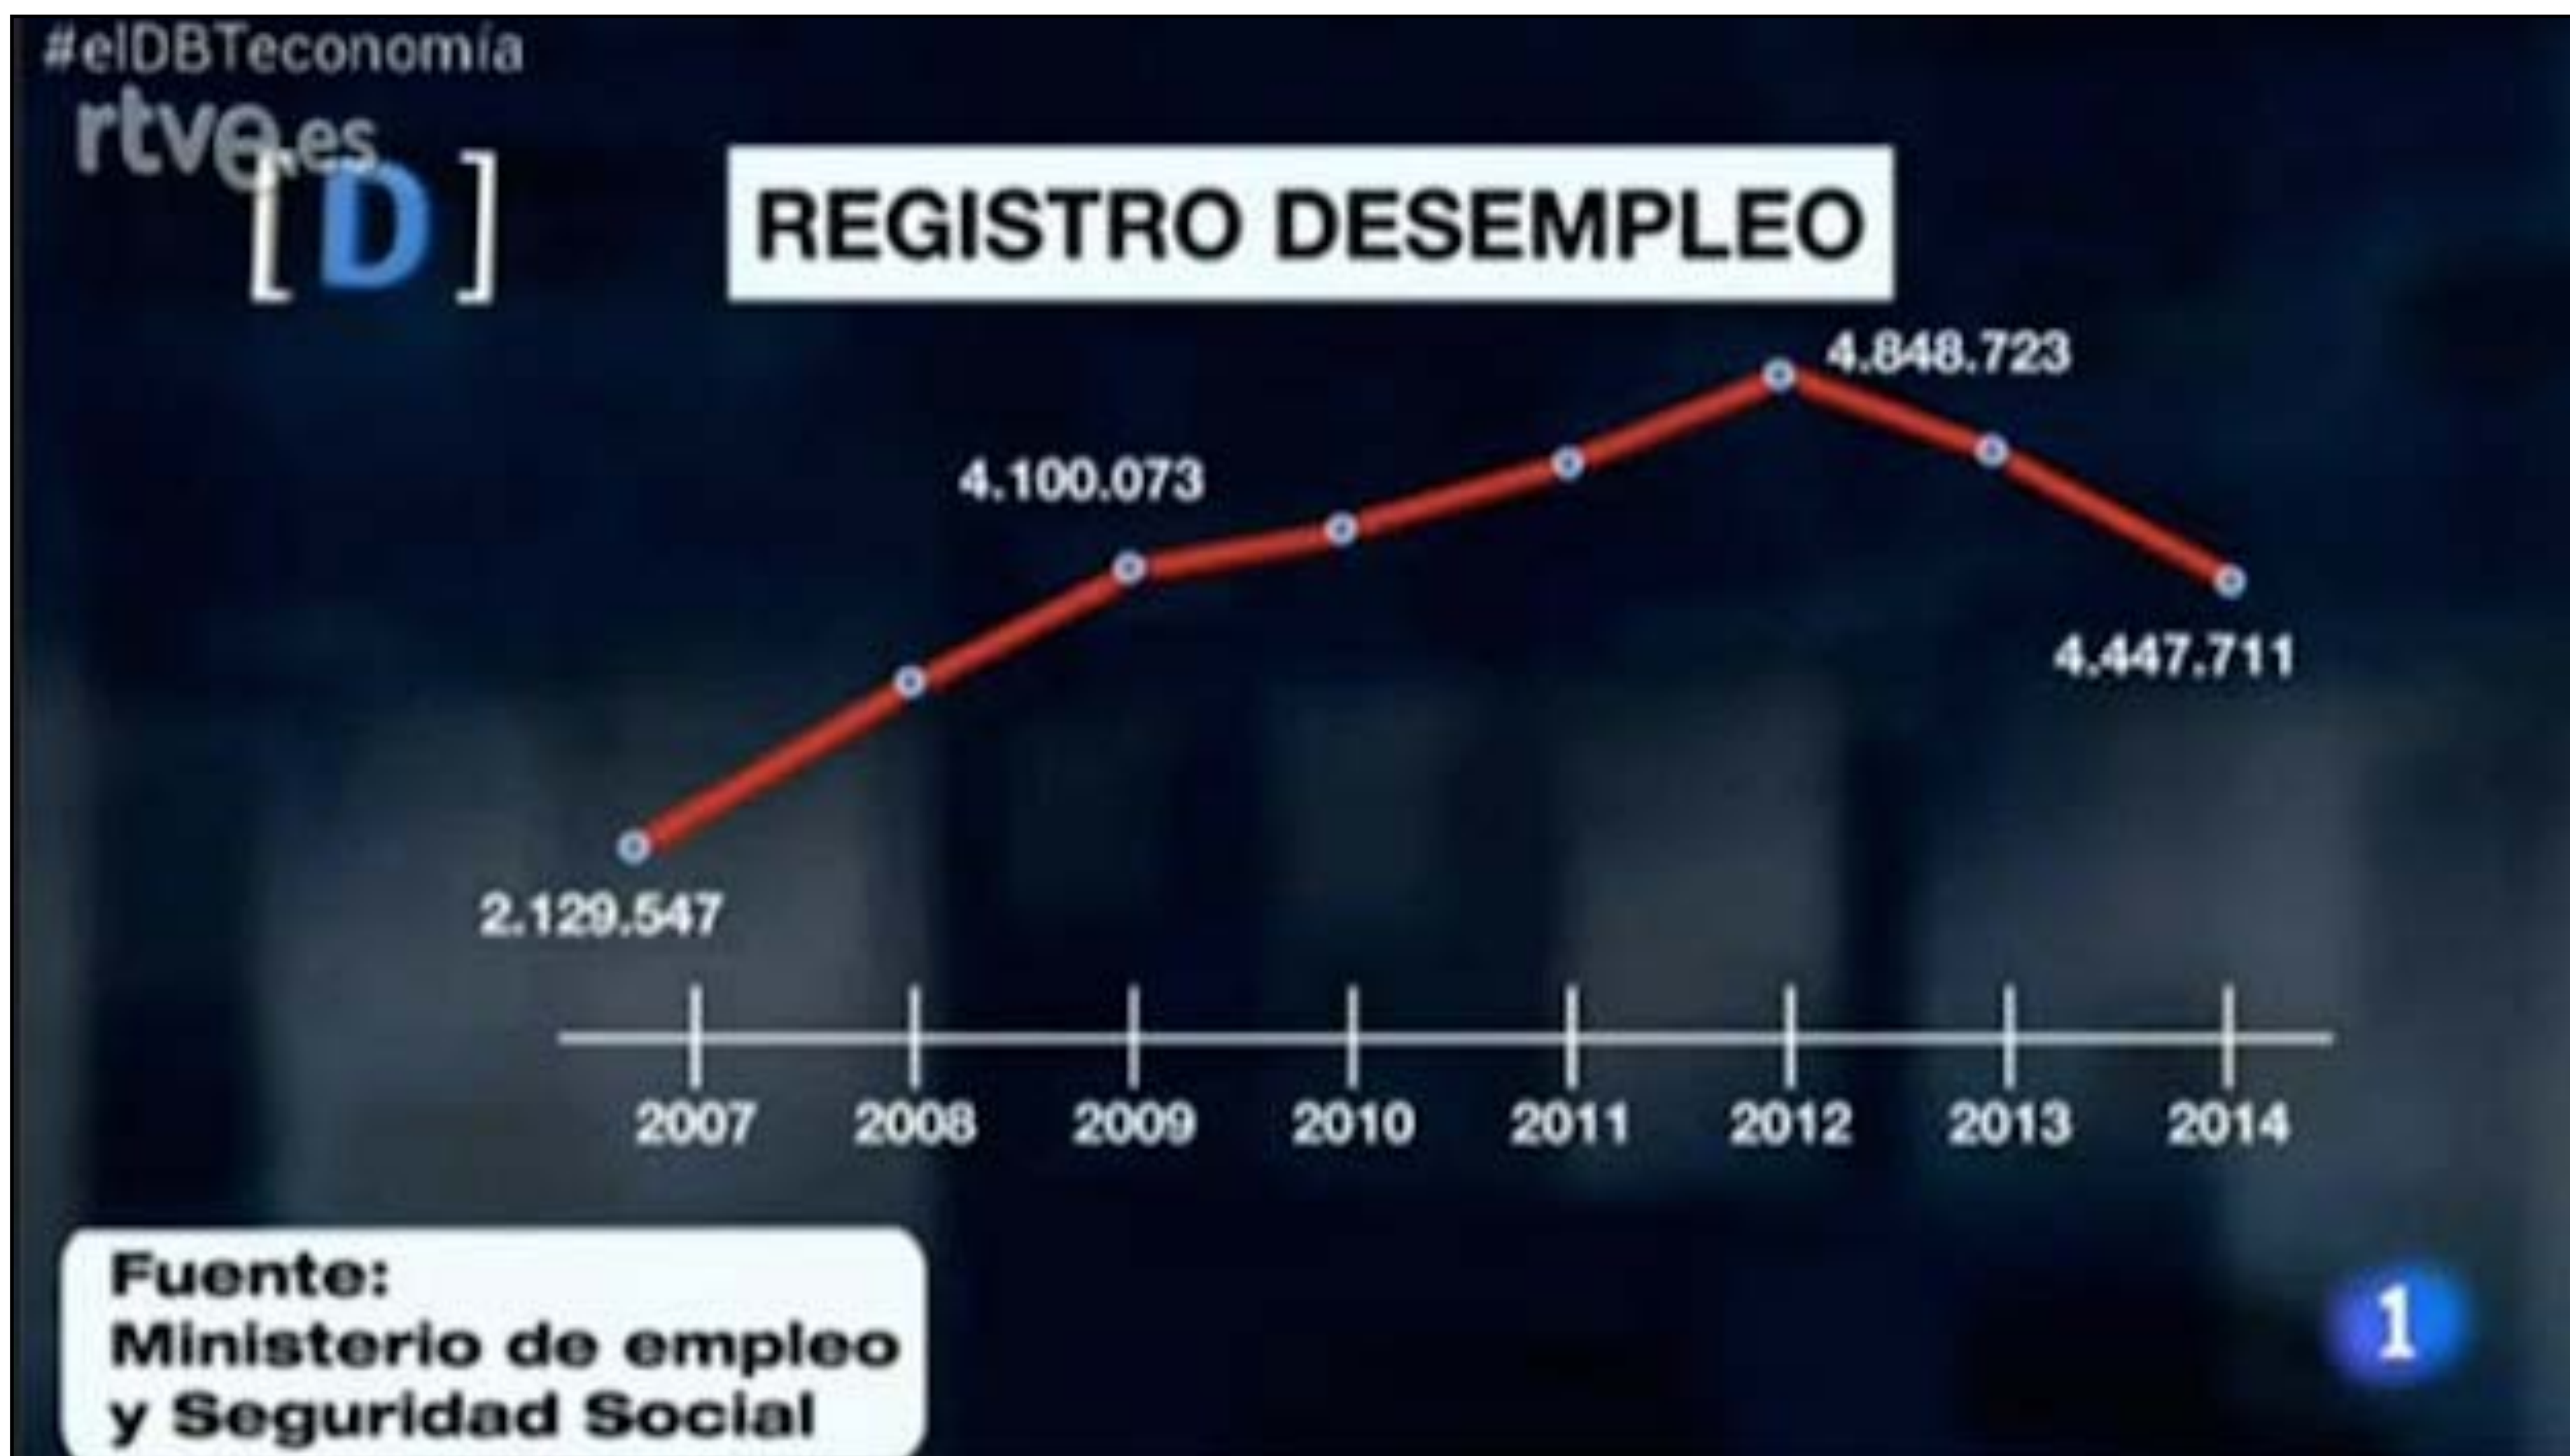 #elDBTeconomía
rtve.es
[D]
REGISTRO DESEMPLEO
4.848.723
4.100.073
4.447.711
2.129.547
2007 2008 2009 2010 2011 2012 2013 2014
Fuente:
Ministerio de empleo
y Seguridad Social
1